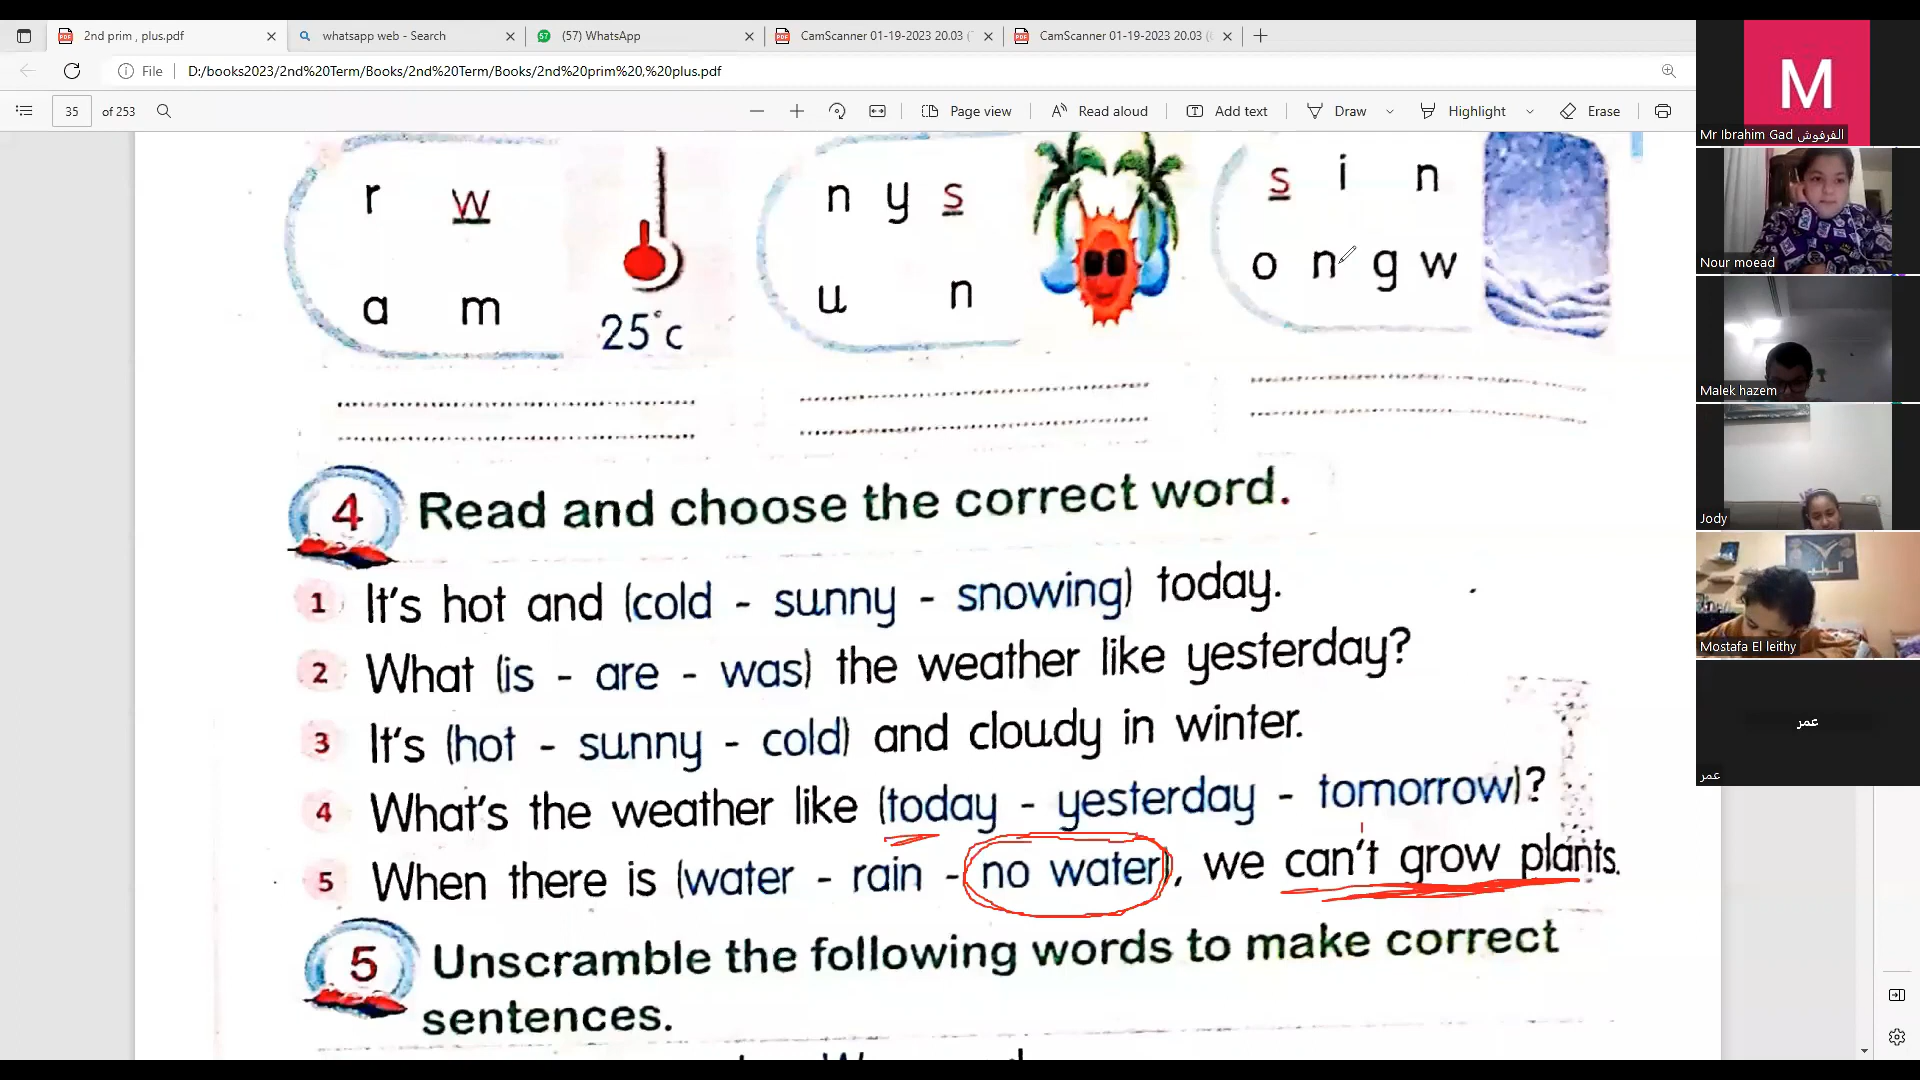 2nd prim , plus.pdf
whatsapp web - Search
(57) WhatsApp
CamScanner 01-19-2023 20.03 (
CamScanner 01-19-2023 20.03 (
File
D:/books2023/2nd%20Term/Books/2nd%20Term/Books/2nd%20prim%20,%20plus.pdf
35 of 253
Page view
Read aloud
Add text
Draw
Highlight
Erase
r w
a m
25°c
n y s
u n
s i n
o n g w
4 Read and choose the correct word.
1 It's hot and (cold - sunny - snowing) today.
2 What (is - are - was) the weather like yesterday?
3 It's (hot - sunny - cold) and cloudy in winter.
4 What's the weather like (today - yesterday - tomorrow)?
5 When there is (water - rain - no water), we can't grow plants.
5 Unscramble the following words to make correct
sentences.
M
Mr Ibrahim Gad الفرفوش
Nour moead
Malek hazem
Jody
Mostafa El leithy
عمر
عمر